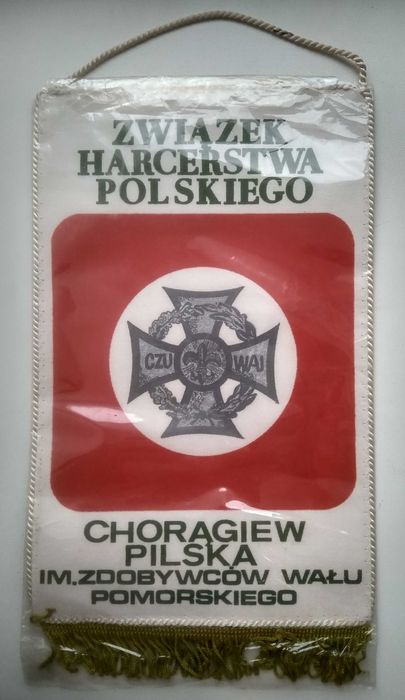 ZWIĄZEK
HARCERSTWA
POLSKIEGO
CZU WAJ
CHORĄGIEW
PILSKA
IM.ZDOBYWCÓW WAŁU
POMORSKIEGO